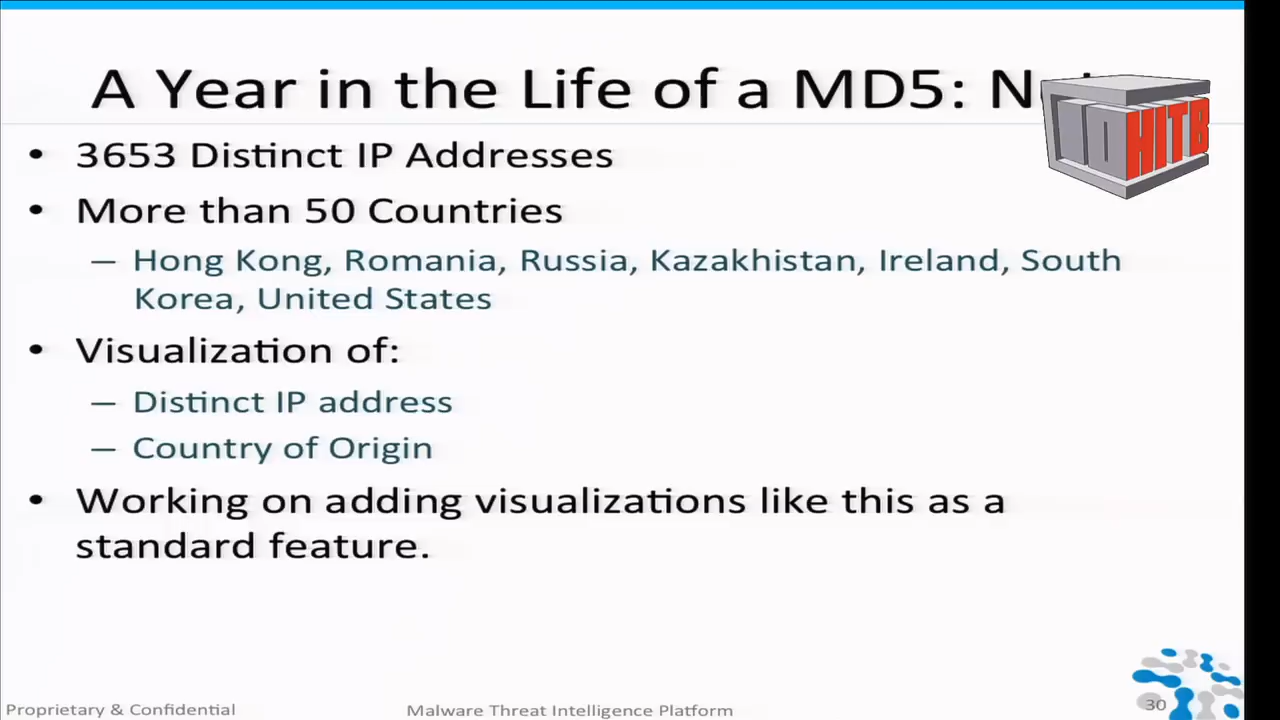 A Year in the Life of a MD5:
• 3653 Distinct IP Addresses
• More than 50 Countries
– Hong Kong, Romania, Russia, Kazakhstan, Ireland, South
Korea, United States
• Visualization of:
– Distinct IP address
– Country of Origin
• Working on adding visualizations like this as a
standard feature.
HITB
Proprietary & Confidential
Malware Threat Intelligence Platform
30